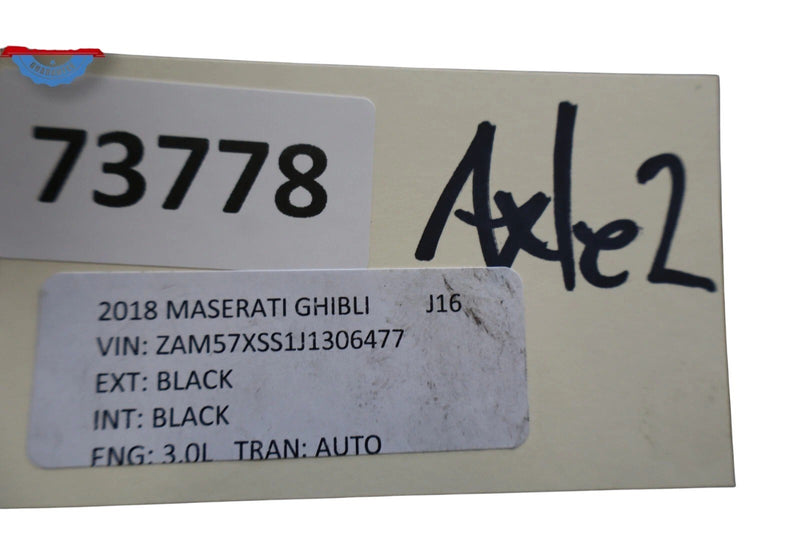 73778
Axle2
2018 MASERATI GHIBLI J16
VIN: ZAM57XSS1J1306477
EXT: BLACK
INT: BLACK
ENG: 3.0L TRAN: AUTO